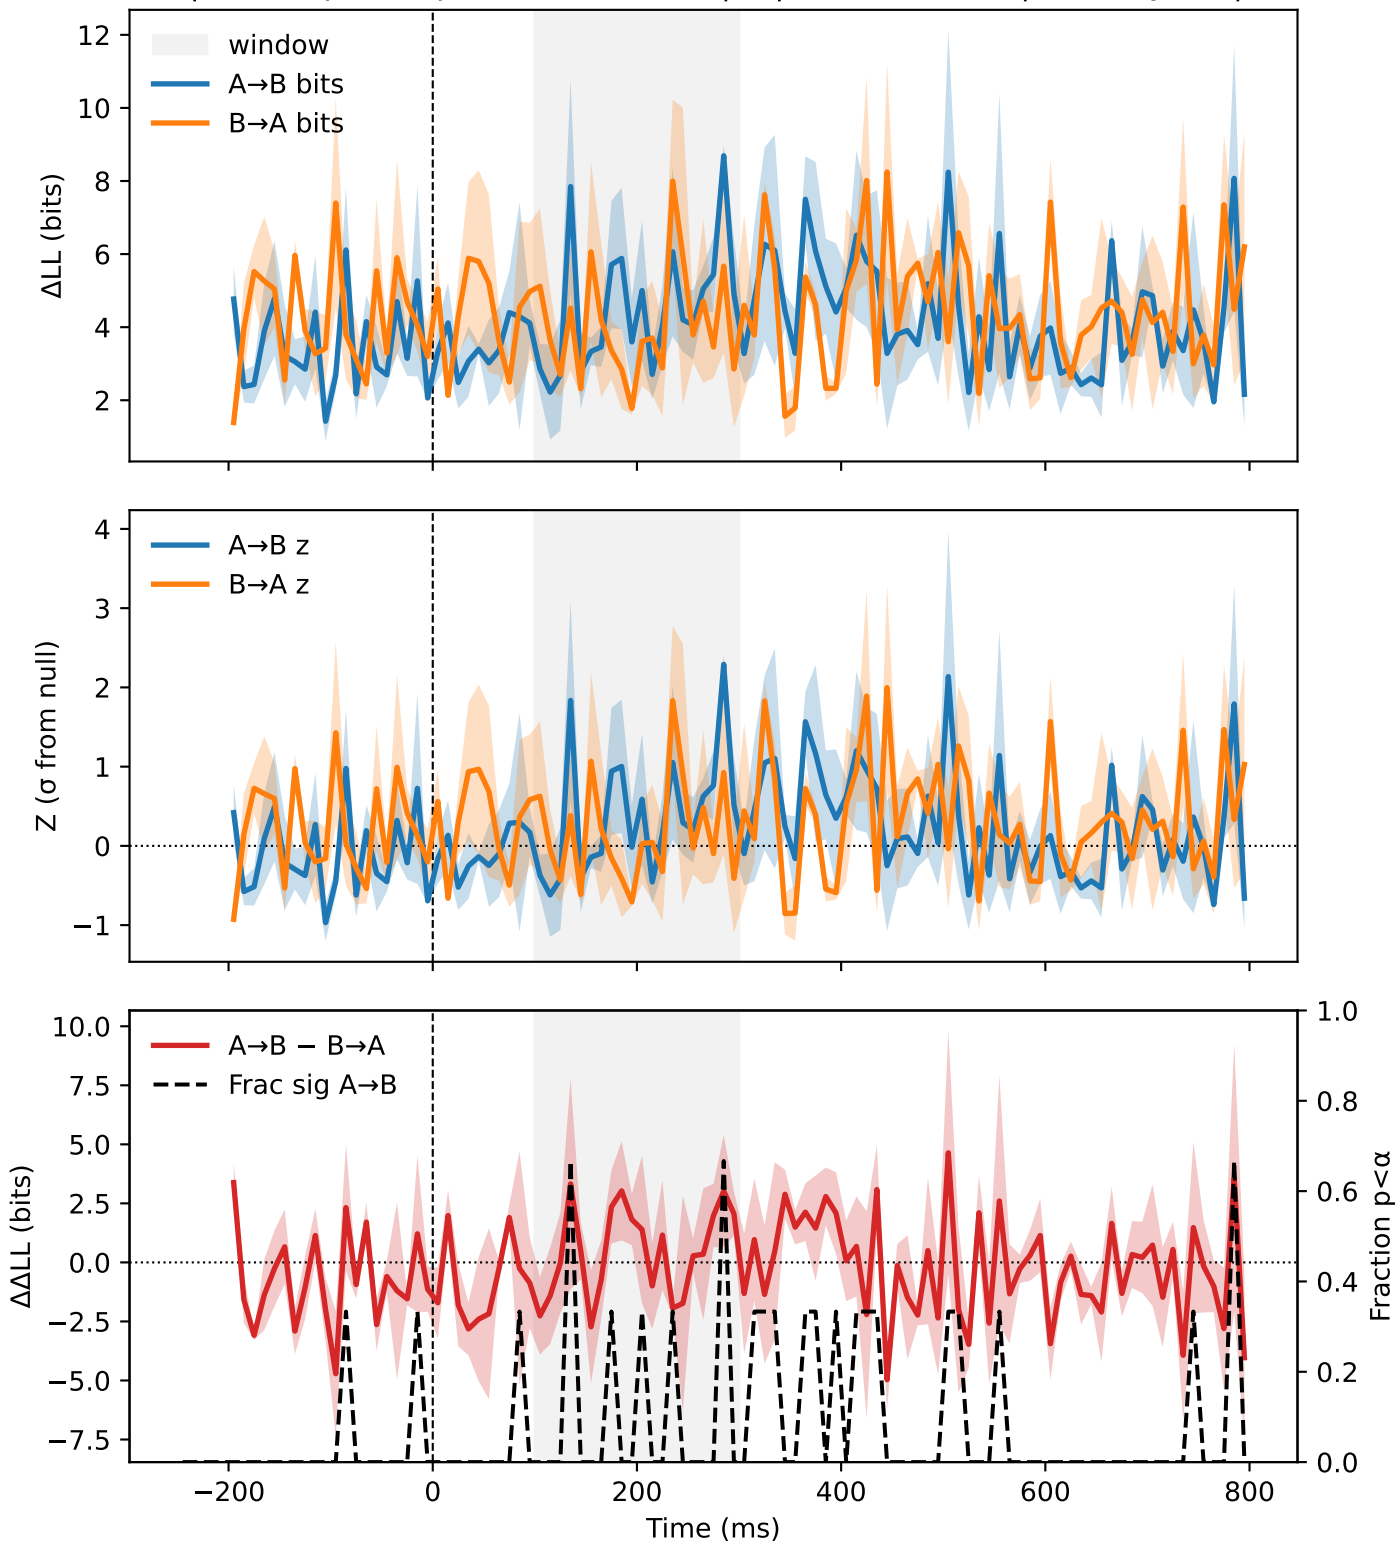 12
10
8
6
4
2
ΔLL (bits)
window
A→B bits
B→A bits
4
3
2
1
0
−1
Z (σ from null)
A→B z
B→A z
10.0
7.5
5.0
2.5
0.0
−2.5
−5.0
−7.5
ΔΔLL (bits)
A→B − B→A
Frac sig A→B
1.0
0.8
0.6
0.4
0.2
0.0
Fraction p<α
−200 0 200 400 600 800
Time (ms)